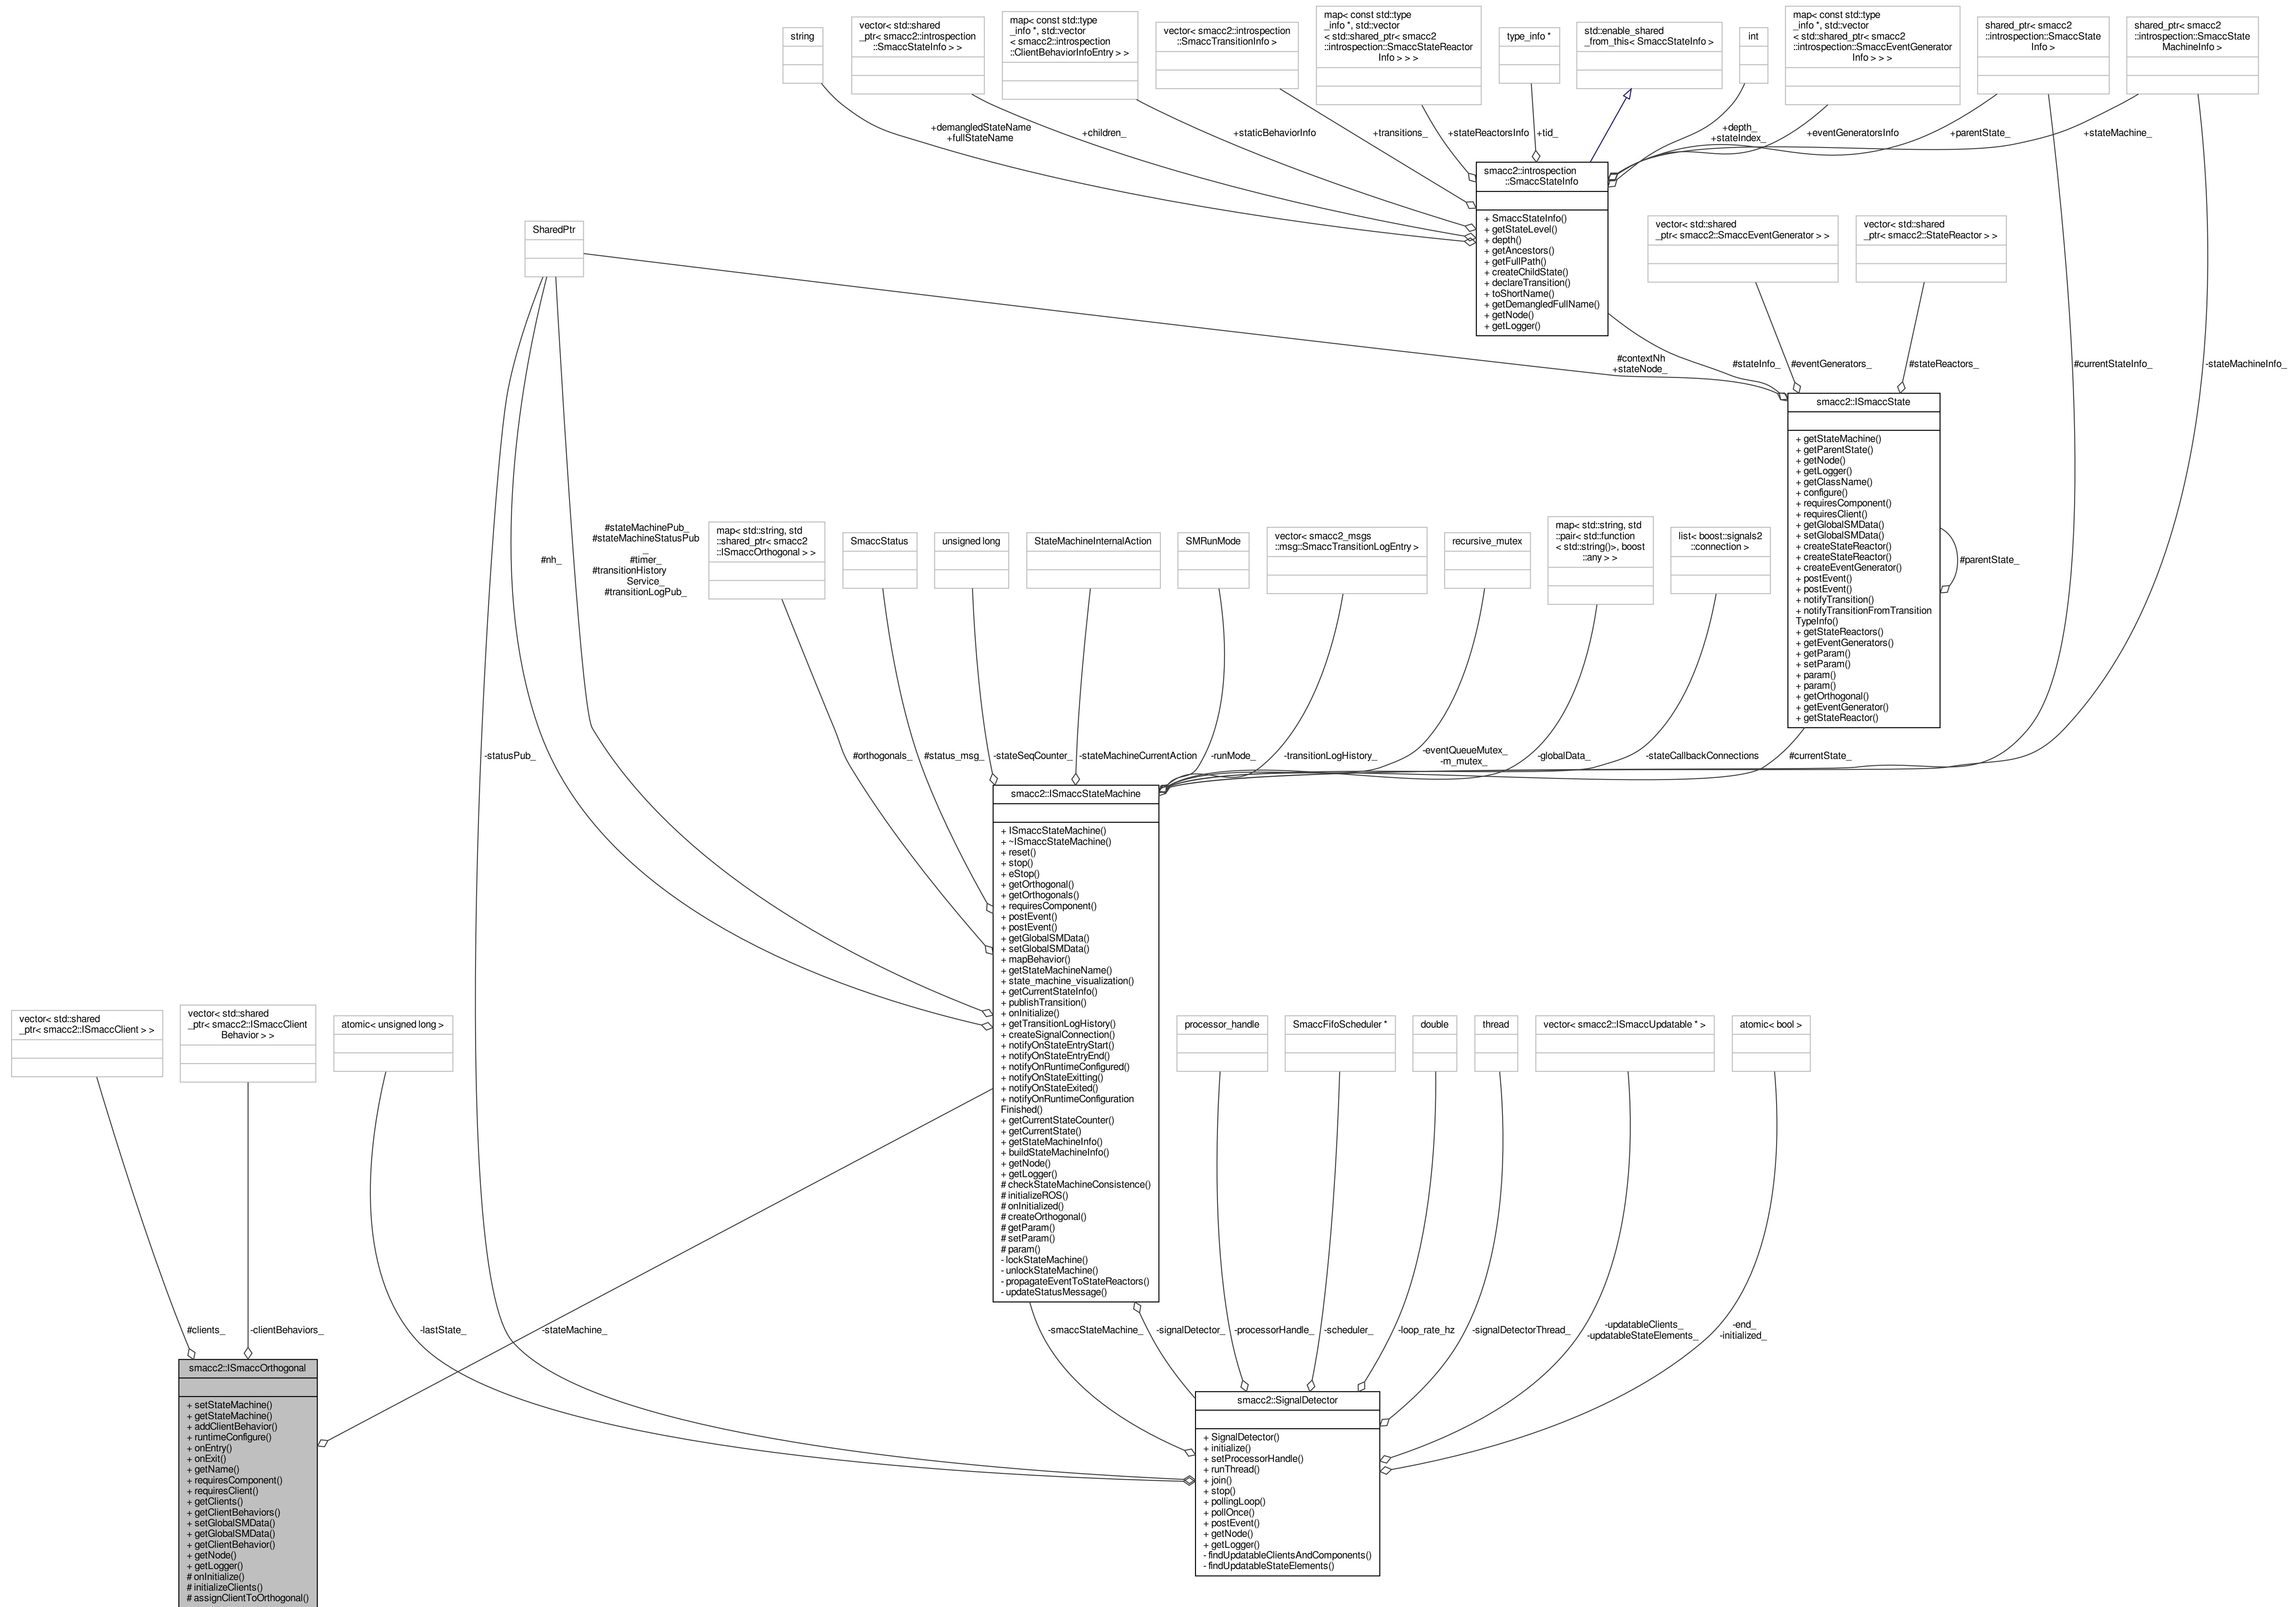 string
vector< std::shared
_ptr< smacc2::introspection
::SmaccStateInfo > >
map< const std::type
_info *, std::vector
< smacc2::introspection
::ClientBehaviorInfoEntry > >
vector< smacc2::introspection
::SmaccTransitionInfo >
map< const std::type
_info *, std::vector
< std::shared_ptr< smacc2
::introspection::SmaccStateReactor
Info > > >
type_info *
std::enable_shared
_from_this< SmaccStateInfo >
int
map< const std::type
_info *, std::vector
< std::shared_ptr< smacc2
::introspection::SmaccEventGenerator
Info > > >
shared_ptr< smacc2
::introspection::SmaccState
Info >
shared_ptr< smacc2
::introspection::SmaccState
MachineInfo >
+demangledStateName
+fullStateName
+children_
+staticBehaviorInfo
+transitions_
+stateReactorsInfo
+tid_
+depth_
+stateIndex_
+eventGeneratorsInfo
+parentState_
+stateMachine_
smacc2::introspection
::SmaccStateInfo
+ SmaccStateInfo()
+ getStateLevel()
+ depth()
+ getAncestors()
+ getFullPath()
+ createChildState()
+ declareTransition()
+ toShortName()
+ getDemangledFullName()
+ getNode()
+ getLogger()
SharedPtr
vector< std::shared
_ptr< smacc2::SmaccEventGenerator > >
vector< std::shared
_ptr< smacc2::StateReactor > >
#contextNh
+stateNode_
#stateInfo_
#eventGenerators_
#stateReactors_
#currentStateInfo_
-stateMachineInfo_
smacc2::ISmaccState
+ getStateMachine()
+ getParentState()
+ getNode()
+ getLogger()
+ getClassName()
+ configure()
+ requiresComponent()
+ requiresClient()
+ getGlobalSMData()
+ setGlobalSMData()
+ createStateReactor()
+ createStateReactor()
+ createEventGenerator()
+ postEvent()
+ postEvent()
+ notifyTransition()
+ notifyTransitionFromTransition
TypeInfo()
+ getStateReactors()
+ getEventGenerators()
+ getParam()
+ setParam()
+ param()
+ param()
+ getOrthogonal()
+ getEventGenerator()
+ getStateReactor()
#parentState_
#nh_
#stateMachinePub_
#stateMachineStatusPub
_
#timer_
#transitionHistory
Service_
#transitionLogPub_
map< std::string, std
::shared_ptr< smacc2
::ISmaccOrthogonal > >
SmaccStatus
unsigned long
StateMachineInternalAction
SMRunMode
vector< smacc2_msgs
::msg::SmaccTransitionLogEntry >
recursive_mutex
map< std::string, std
::pair< std::function
< std::string()>, boost
::any > >
list< boost::signals2
::connection >
-statusPub_
#orthogonals_
#status_msg_
-stateSeqCounter_
-stateMachineCurrentAction
-runMode_
-transitionLogHistory_
-eventQueueMutex_
-m_mutex_
-globalData_
-stateCallbackConnections
#currentState_
smacc2::ISmaccStateMachine
+ ISmaccStateMachine()
+ ~ISmaccStateMachine()
+ reset()
+ stop()
+ eStop()
+ getOrthogonal()
+ getOrthogonals()
+ requiresComponent()
+ postEvent()
+ postEvent()
+ getGlobalSMData()
+ setGlobalSMData()
+ mapBehavior()
+ getStateMachineName()
+ state_machine_visualization()
+ getCurrentStateInfo()
+ publishTransition()
+ onInitialize()
+ getTransitionLogHistory()
+ createSignalConnection()
+ notifyOnStateEntryStart()
+ notifyOnStateEntryEnd()
+ notifyOnRuntimeConfigured()
+ notifyOnStateExitting()
+ notifyOnStateExited()
+ notifyOnRuntimeConfiguration
Finished()
+ getCurrentStateCounter()
+ getCurrentState()
+ getStateMachineInfo()
+ buildStateMachineInfo()
+ getNode()
+ getLogger()
# checkStateMachineConsistence()
# initializeROS()
# onInitialized()
# createOrthogonal()
# getParam()
# setParam()
# param()
- lockStateMachine()
- unlockStateMachine()
- propagateEventToStateReactors()
- updateStatusMessage()
vector< std::shared
_ptr< smacc2::ISmaccClient > >
vector< std::shared
_ptr< smacc2::ISmaccClient
Behavior > >
atomic< unsigned long >
processor_handle
SmaccFifoScheduler *
double
thread
vector< smacc2::ISmaccUpdatable * >
atomic< bool >
#clients_
-clientBehaviors_
-lastState_
-stateMachine_
-smaccStateMachine_
-signalDetector_
-processorHandle_
-scheduler_
-loop_rate_hz
-signalDetectorThread_
-updatableClients_
-updatableStateElements_
-end_
-initialized_
smacc2::ISmaccOrthogonal
+ setStateMachine()
+ getStateMachine()
+ addClientBehavior()
+ runtimeConfigure()
+ onEntry()
+ onExit()
+ getName()
+ requiresComponent()
+ requiresClient()
+ getClients()
+ getClientBehaviors()
+ setGlobalSMData()
+ getGlobalSMData()
+ getClientBehavior()
+ getNode()
+ getLogger()
# onInitialize()
# initializeClients()
# assignClientToOrthogonal()
smacc2::SignalDetector
+ SignalDetector()
+ initialize()
+ setProcessorHandle()
+ runThread()
+ join()
+ stop()
+ pollingLoop()
+ pollOnce()
+ postEvent()
+ getNode()
+ getLogger()
- findUpdatableClientsAndComponents()
- findUpdatableStateElements()